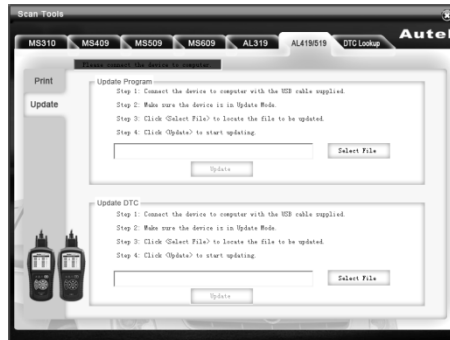 Scan Tools
Autel
MS310 MS409 MS509 MS609 AL319 AL419/519 DTC Lookup
Please connect the device to computer
Print
Update
Update Program
Step 1: Connect the device to computer with the USB cable supplied.
Step 2: Make sure the device is in Update Mode.
Step 3: Click <Select File> to locate the file to be updated.
Step 4: Click <Update> to start updating.
Select File
Update
Update DTC
Step 1: Connect the device to computer with the USB cable supplied.
Step 2: Make sure the device is in Update Mode.
Step 3: Click <Select File> to locate the file to be updated.
Step 4: Click <Update> to start updating.
Select File
Update